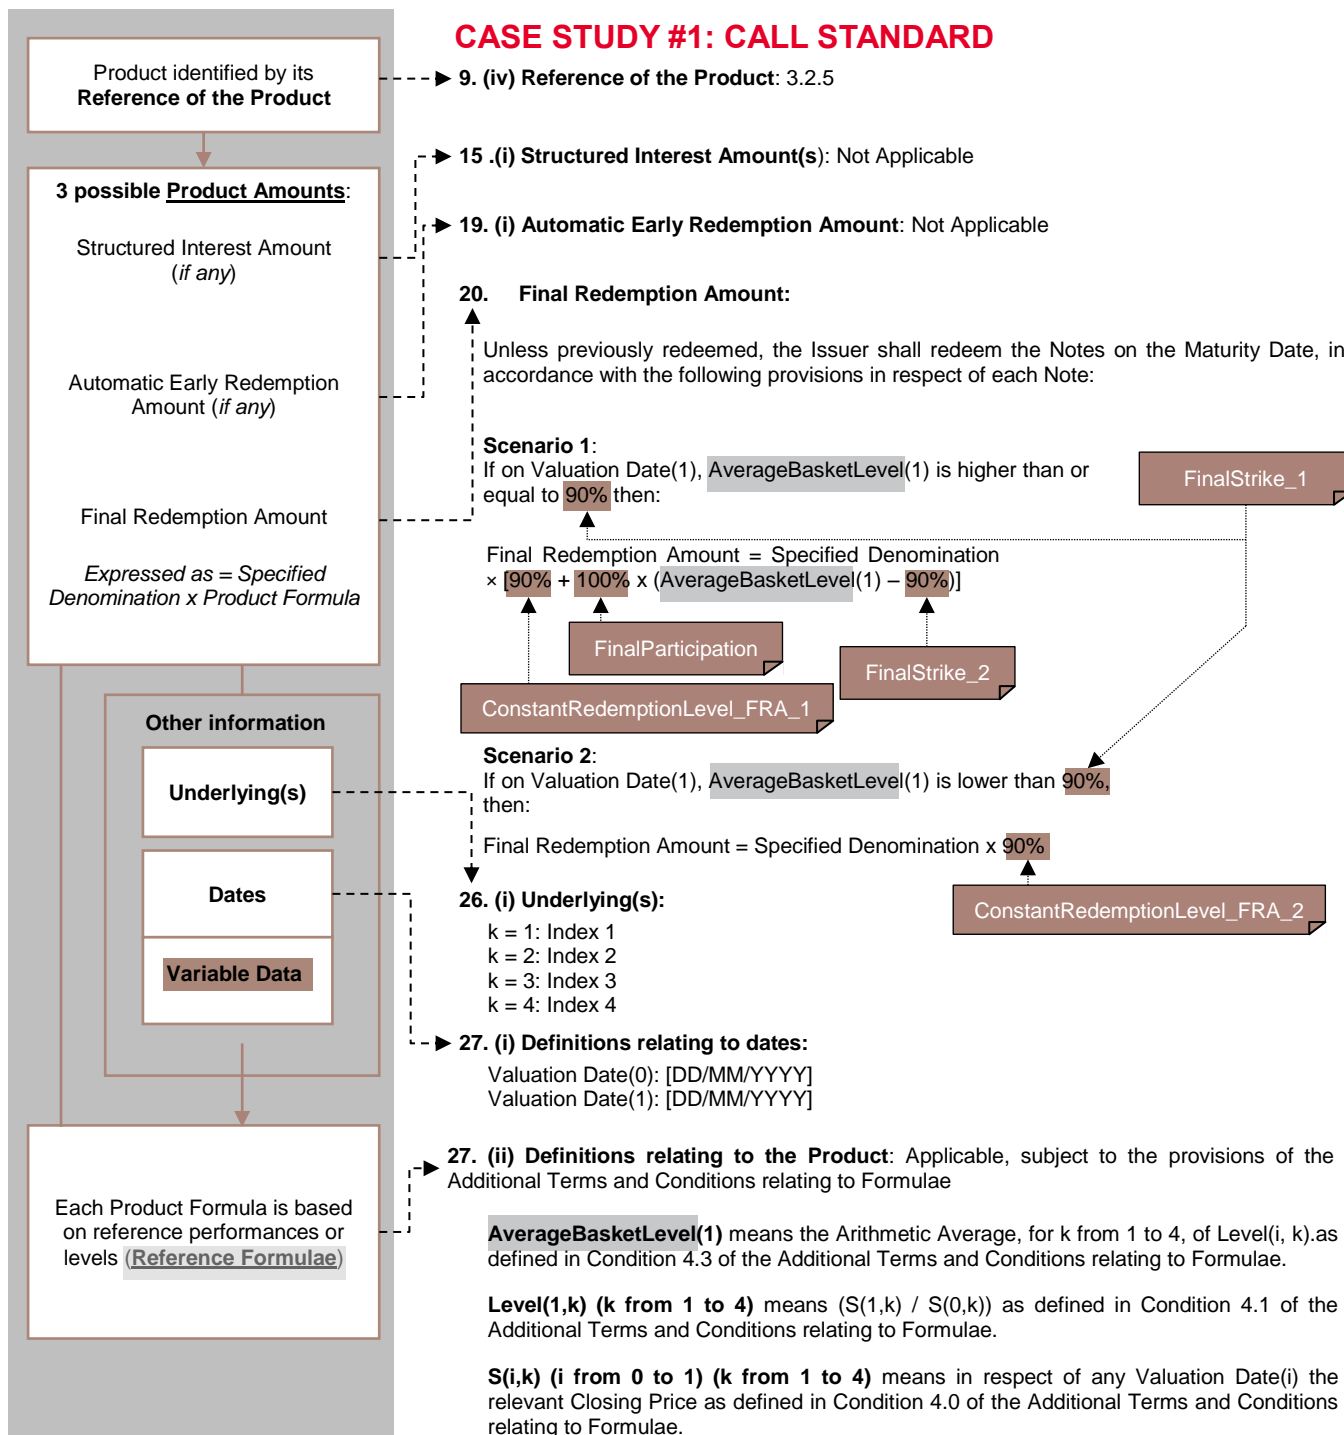 CASE STUDY #1: CALL STANDARD
Product identified by its
Reference of the Product
9. (iv) Reference of the Product: 3.2.5
3 possible Product Amounts:
Structured Interest Amount
(if any)
Automatic Early Redemption
Amount (if any)
Final Redemption Amount
Expressed as = Specified
Denomination x Product Formula
15 .(i) Structured Interest Amount(s): Not Applicable
19. (i) Automatic Early Redemption Amount: Not Applicable
20. Final Redemption Amount:
Unless previously redeemed, the Issuer shall redeem the Notes on the Maturity Date, in
accordance with the following provisions in respect of each Note:
Scenario 1:
If on Valuation Date(1), AverageBasketLevel(1) is higher than or
equal to 90% then:
FinalStrike_1
Final Redemption Amount = Specified Denomination
× [90% + 100% x (AverageBasketLevel(1) – 90%)]
FinalParticipation
FinalStrike_2
ConstantRedemptionLevel_FRA_1
Scenario 2:
If on Valuation Date(1), AverageBasketLevel(1) is lower than 90%,
then:
Final Redemption Amount = Specified Denomination x 90%
ConstantRedemptionLevel_FRA_2
Other information
Underlying(s)
Dates
Variable Data
26. (i) Underlying(s):
k = 1: Index 1
k = 2: Index 2
k = 3: Index 3
k = 4: Index 4
27. (i) Definitions relating to dates:
Valuation Date(0): [DD/MM/YYYY]
Valuation Date(1): [DD/MM/YYYY]
Each Product Formula is based
on reference performances or
levels (Reference Formulae)
27. (ii) Definitions relating to the Product: Applicable, subject to the provisions of the
Additional Terms and Conditions relating to Formulae
AverageBasketLevel(1) means the Arithmetic Average, for k from 1 to 4, of Level(i, k).as
defined in Condition 4.3 of the Additional Terms and Conditions relating to Formulae.
Level(1,k) (k from 1 to 4) means (S(1,k) / S(0,k)) as defined in Condition 4.1 of the
Additional Terms and Conditions relating to Formulae.
S(i,k) (i from 0 to 1) (k from 1 to 4) means in respect of any Valuation Date(i) the
relevant Closing Price as defined in Condition 4.0 of the Additional Terms and Conditions
relating to Formulae.